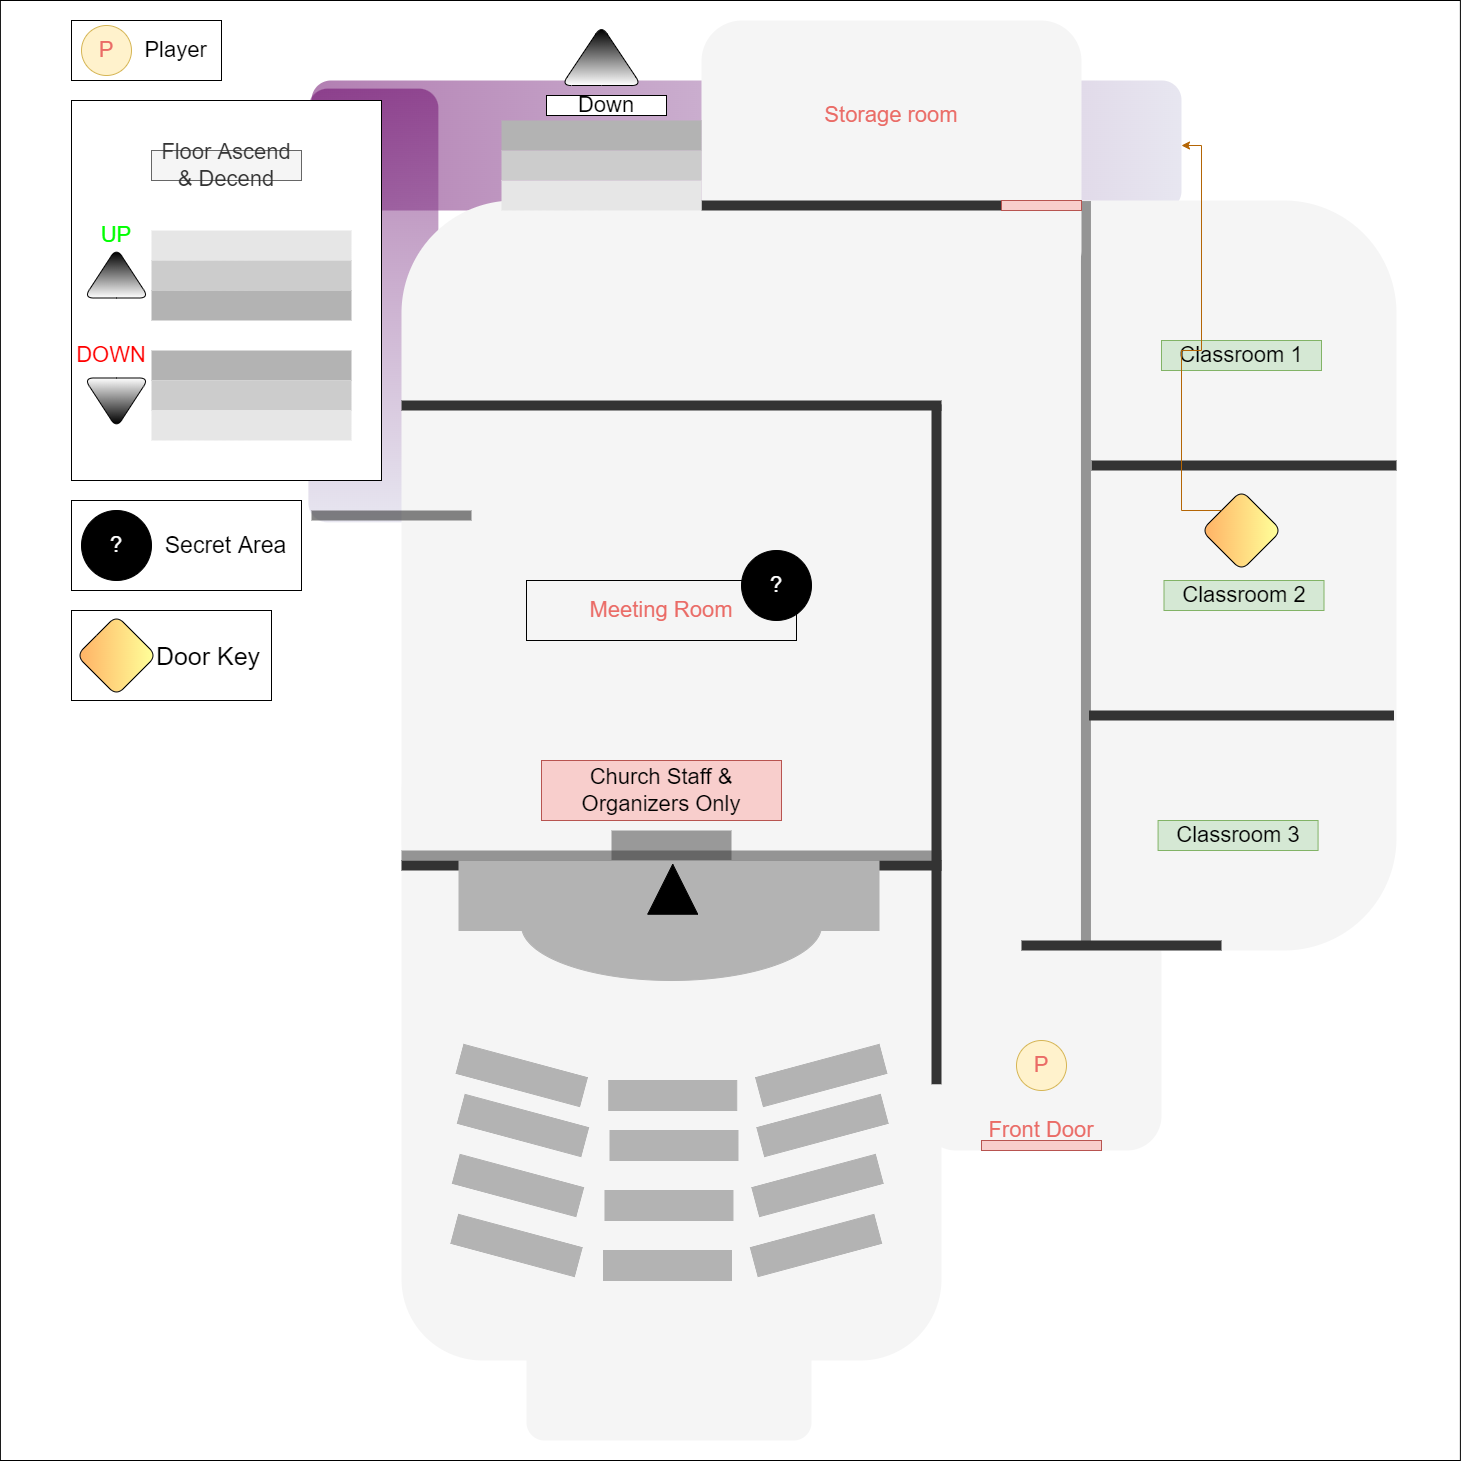 P
Player
Down
Storage room
Floor Ascend
& Decend
UP
DOWN
Classroom 1
?
Secret Area
?
Meeting Room
Classroom 2
Door Key
Church Staff &
Organizers Only
Classroom 3
P
Front Door